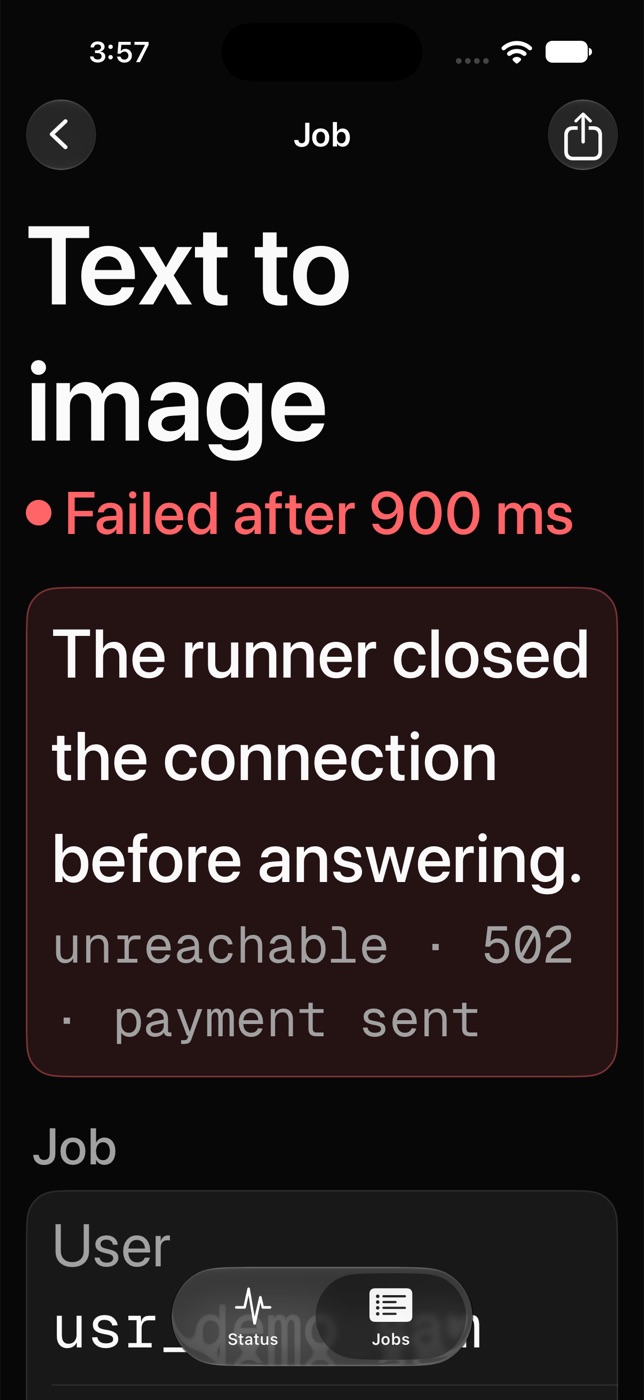 3:57
Job
Text to
image
Failed after 900 ms
The runner closed
the connection
before answering.
unreachable · 502
· payment sent
Job
User
Status
Jobs